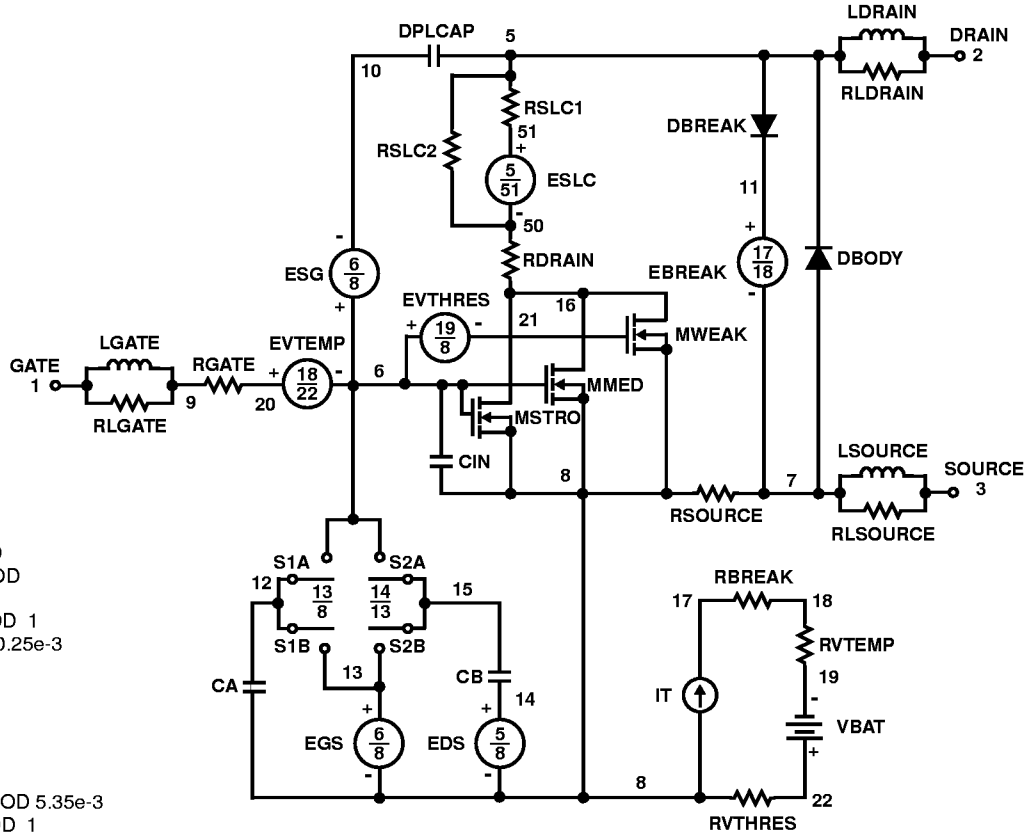 LDRAIN
DPLCAP 5 DRAIN
10 2
RLDRAIN
RSLC1
DBREAK
51
RSLC2 +
5
51 ESLC
11
-
50
+
- RDRAIN 17
18 DBODY
ESG 6
8 EBREAK
EVTHRES 16 -
+ 21
+ 19
8 -
MWEAK
LGATE EVTEMP
GATE RGATE 6
1 + 18
22 - MMED
9 20
RLGATE MSTRO
LSOURCE
CIN 8 7 SOURCE
3
RSOURCE
RLSOURCE
S1A S2A
12 13
8 14
13 15 RBREAK
17 18
OD
OD 1
0.25e-3
S1B S2B
RVTEMP
13 CB 19
CA IT -
14
+ + VBAT
EGS 6
8 EDS 5
8 +
- - 8 22
OD 5.35e-3
OD 1
RVTHRES